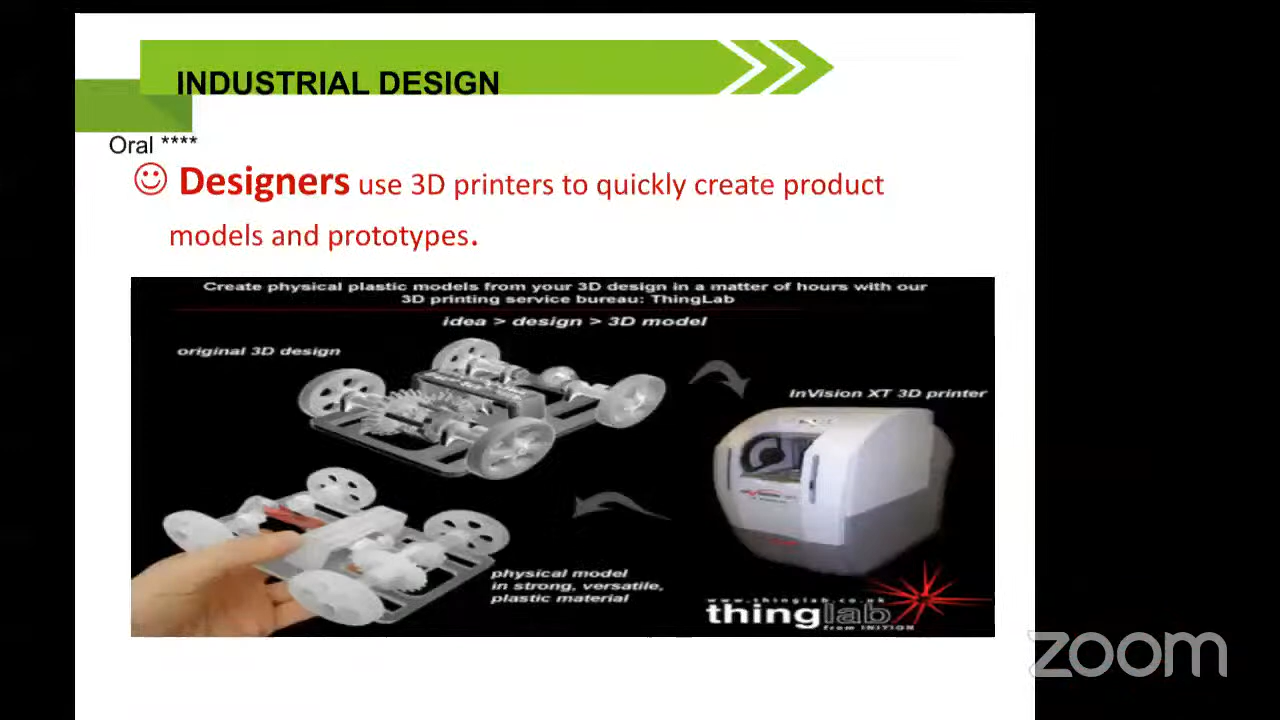 INDUSTRIAL DESIGN
Oral ****
Designers use 3D printers to quickly create product
models and prototypes.
Create physical plastic models from your 3D design in a matter of hours with our
3D printing service bureau: ThingLab
idea > design > 3D model
original 3D design
InVision XT 3D printer
physical model
in strong, versatile,
plastic material
www.thinglab.co.uk
thinglab
from INITION
zoom